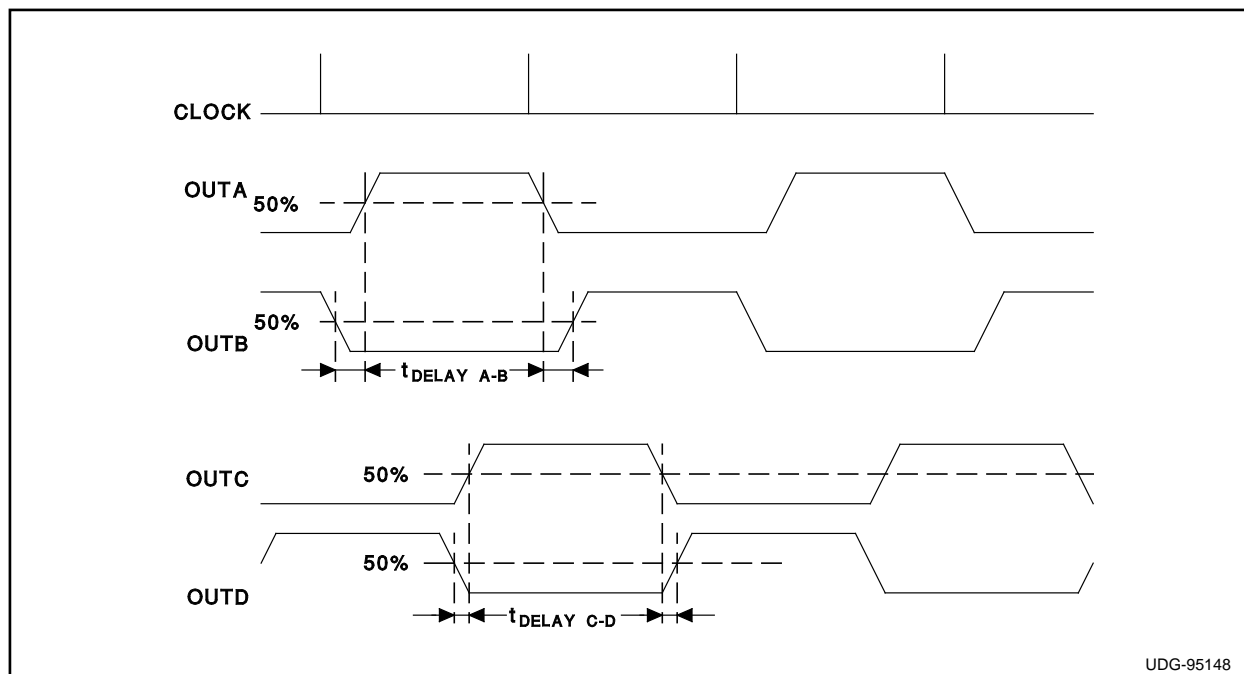 CLOCK
OUTA
50%
50%
OUTB
tDELAY A-B
50%
OUTC
50%
OUTD
tDELAY C-D
UDG-95148